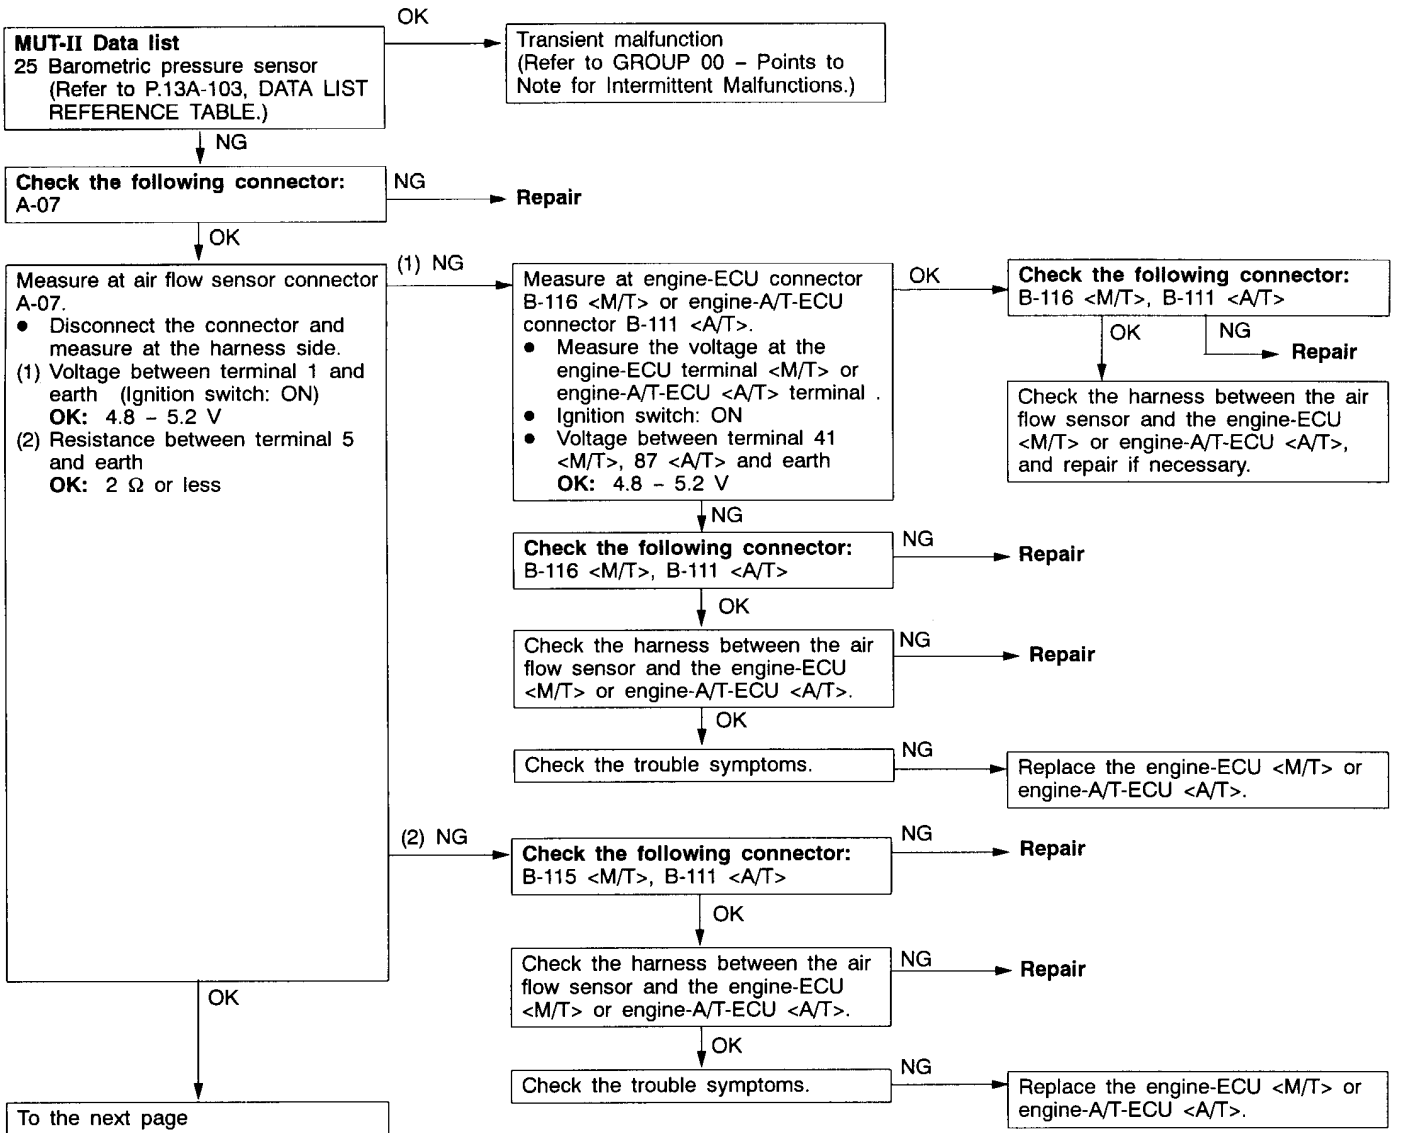 OK
MUT-II Data list
25 Barometric pressure sensor
(Refer to P.13A-103, DATA LIST
REFERENCE TABLE.)
Transient malfunction
(Refer to GROUP 00 – Points to
Note for Intermittent Malfunctions.)
NG
Check the following connector:
A-07
NG
Repair
OK
Measure at air flow sensor connector
A-07.
● Disconnect the connector and
measure at the harness side.
(1) Voltage between terminal 1 and
earth (Ignition switch: ON)
OK: 4.8 – 5.2 V
(2) Resistance between terminal 5
and earth
OK: 2 Ω or less
(1) NG
Measure at engine-ECU connector
B-116 <M/T> or engine-A/T-ECU
connector B-111 <A/T>.
● Measure the voltage at the
engine-ECU terminal <M/T> or
engine-A/T-ECU <A/T> terminal .
● Ignition switch: ON
● Voltage between terminal 41
<M/T>, 87 <A/T> and earth
OK: 4.8 – 5.2 V
OK
Check the following connector:
B-116 <M/T>, B-111 <A/T>
OK
NG
Repair
Check the harness between the air
flow sensor and the engine-ECU
<M/T> or engine-A/T-ECU <A/T>,
and repair if necessary.
NG
Check the following connector:
B-116 <M/T>, B-111 <A/T>
NG
Repair
OK
Check the harness between the air
flow sensor and the engine-ECU
<M/T> or engine-A/T-ECU <A/T>.
NG
Repair
OK
Check the trouble symptoms.
NG
Replace the engine-ECU <M/T> or
engine-A/T-ECU <A/T>.
(2) NG
Check the following connector:
B-115 <M/T>, B-111 <A/T>
NG
Repair
OK
Check the harness between the air
flow sensor and the engine-ECU
<M/T> or engine-A/T-ECU <A/T>.
NG
Repair
OK
Check the trouble symptoms.
NG
Replace the engine-ECU <M/T> or
engine-A/T-ECU <A/T>.
OK
To the next page